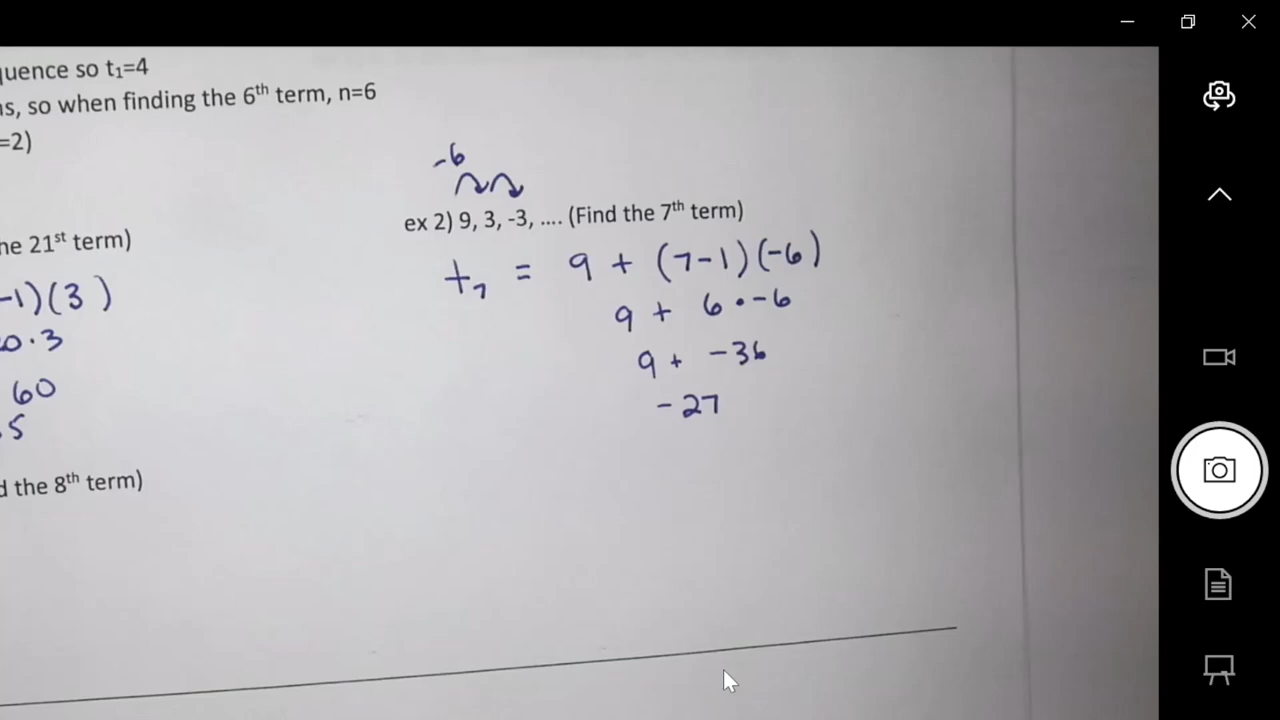 quence so t₁=4
ns, so when finding the 6th term, n=6
=2)
-6
ex 2) 9, 3, -3, .... (Find the 7th term)
t₇ = 9 + (7-1)(-6)
9 + 6 · -6
9 + -36
-27
he 21st term)
-1)(3)
0·3
60
5
d the 8th term)